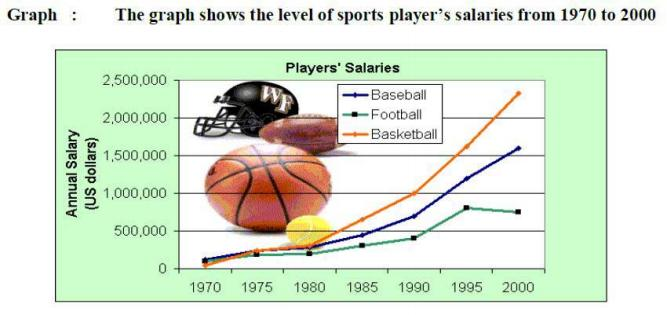 Graph : The graph shows the level of sports player's salaries from 1970 to 2000
Players' Salaries
2,500,000
2,000,000
1,500,000
1,000,000
500,000
0
Annual Salary
(US dollars)
WF
Baseball
Football
Basketball
1970 1975 1980 1985 1990 1995 2000